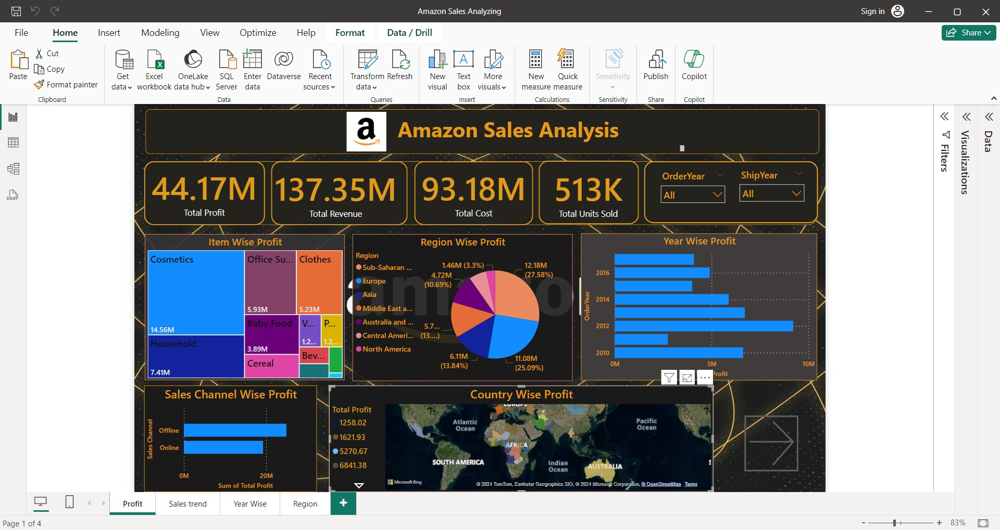 Amazon Sales Analyzing
Sign in
File
Home
Insert
Modeling
View
Optimize
Help
Format
Data / Drill
Share
Paste
Cut
Copy
Format painter
Clipboard
Get data
Excel workbook
OneLake data hub
SQL Server
Enter data
Dataverse
Recent sources
Data
Transform data
Refresh
Queries
New visual
Text box
More visuals
Insert
New measure
Quick measure
Calculations
Sensitivity
Sensitivity
Publish
Share
Copilot
Copilot
DAX
Amazon Sales Analysis
44.17M
Total Profit
137.35M
Total Revenue
93.18M
Total Cost
513K
Total Units Sold
OrderYear
All
ShipYear
All
Item Wise Profit
Cosmetics
14.56M
Household
7.41M
Office Su...
5.93M
Clothes
5.23M
Baby Food
3.89M
Cereal
V...
1.2...
P...
1.2...
Bev...
Region Wise Profit
Region
Sub-Saharan ...
Europe
Asia
Middle East a...
Australia and ...
Central Ameri...
North America
12.18M
(27.58%)
11.08M
(25.09%)
6.11M
(13.84%)
5.7...
(13....)
4.72M
(10.69%)
1.46M (3.3%)
Year Wise Profit
OrderYear
2016
2014
2012
2010
0M
5M
10M
Profit
Sales Channel Wise Profit
Sales Channel
Offline
Online
0M
20M
Sum of Total Profit
Country Wise Profit
Total Profit
1258.02
1621.93
5270.67
6841.38
EUROPE
Atlantic
Ocean
Pacific
Ocean
AFRICA
SOUTH AMERICA
Indian
Ocean
AUSTRALIA
Microsoft Bing
© 2024 TomTom, Earthstar Geographics SIO, © 2024 Microsoft Corporation, © OpenStreetMap Terms
Filters
Visualizations
Data
Profit
Sales trend
Year Wise
Region
Page 1 of 4
83%